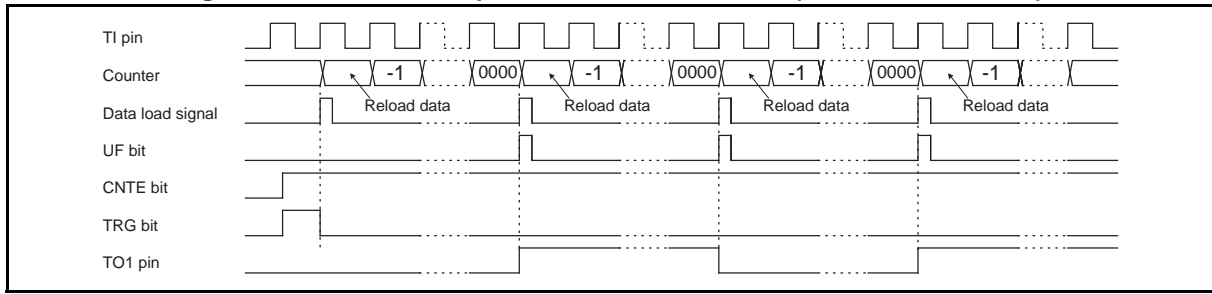 TI pin
Counter
-1 0000 -1 0000 -1 0000 -1
Reload data Reload data Reload data Reload data
Data load signal
UF bit
CNTE bit
TRG bit
TO1 pin